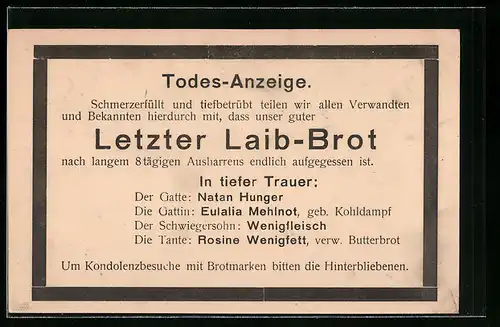 Todes-Anzeige.
Schmerzerfüllt und tiefbetrübt teilen wir allen Verwandten
und Bekannten hierdurch mit, dass unser guter
Letzter Laib-Brot
nach langem 8tägigen Ausharrens endlich aufgegessen ist.
In tiefer Trauer:
Der Gatte: Natan Hunger
Die Gattin: Eulalia Mehlnot, geb. Kohldampf
Der Schwiegersohn: Wenigfleisch
Die Tante: Rosine Wenigfett, verw. Butterbrot
Um Kondolenzbesuche mit Brotmarken bitten die Hinterbliebenen.